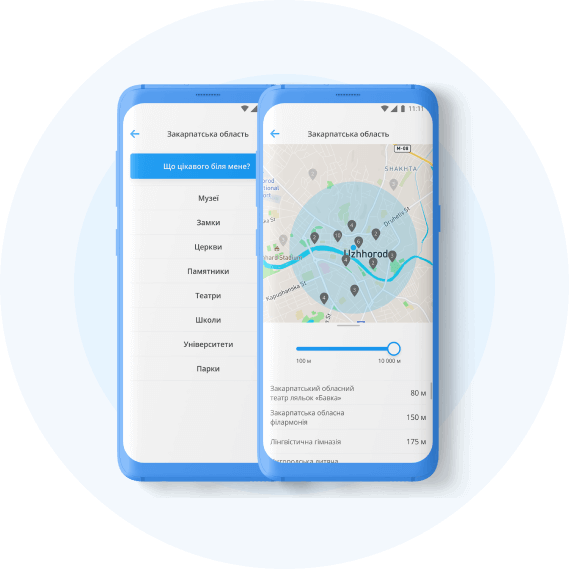 Закарпатська область
Що цікавого біля мене?
Музеї
Замки
Церкви
Памятники
Театри
Школи
Університети
Парки
11:11
Закарпатська область
M-08
SHAKHTA
Druhetis St
Uzhhorod
Kapushanska St
100 м
10 000 м
Закарпатський обласний
театр ляльок «Бавка»
80 м
Закарпатська обласна
філармонія
150 м
Лінгвістична гімназія
175 м